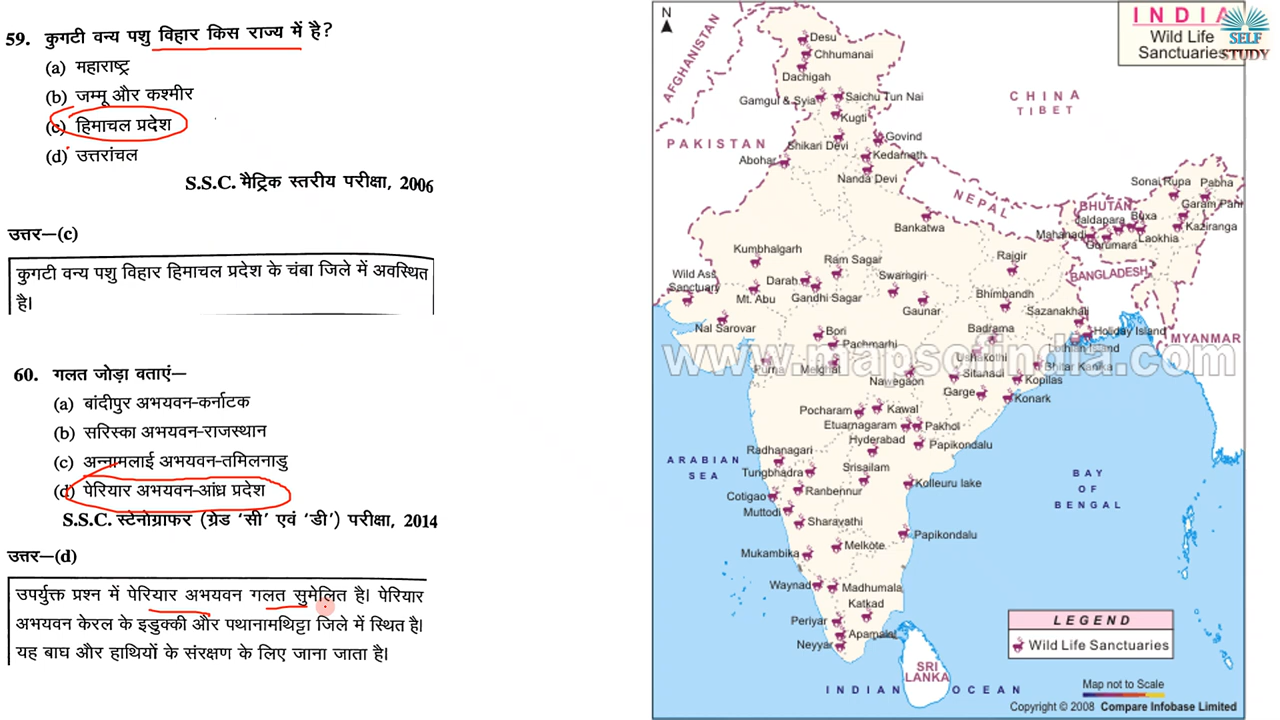 59. कुगटी वन्य पशु विहार किस राज्य में है?
(a) महाराष्ट्र
(b) जम्मू और कश्मीर
(c) हिमाचल प्रदेश
(d) उत्तरांचल
S.S.C. मैट्रिक स्तरीय परीक्षा, 2006
उत्तर–(c)
कुगटी वन्य पशु विहार हिमाचल प्रदेश के चंबा जिले में अवस्थित
है।
60. गलत जोड़ा बताएं–
(a) बांदीपुर अभयवन-कर्नाटक
(b) सरिस्का अभयवन-राजस्थान
(c) अन्नामलाई अभयवन-तमिलनाडु
(d) पेरियार अभयवन-आंध्र प्रदेश
S.S.C. स्टेनोग्राफर (ग्रेड 'सी' एवं 'डी') परीक्षा, 2014
उत्तर–(d)
उपर्युक्त प्रश्न में पेरियार अभयवन गलत सुमेलित है। पेरियार
अभयवन केरल के इडुक्की और पथानामथिट्टा जिले में स्थित है।
यह बाघ और हाथियों के संरक्षण के लिए जाना जाता है।
N
INDIA
Wild Life
Sanctuaries
SELF
STUDY
AFGHANISTAN
PAKISTAN
CHINA
TIBET
NEPAL
BHUTAN
BANGLADESH
MYANMAR
Desu
Chhumanai
Dachigah
Gamgul & Syia
Saichu Tun Nai
Kugti
Shikari Devi
Govind
Abohar
Kedarnath
Nanda Devi
Bankatwa
Sonai Rupa
Pabha
Garam Pani
Jaldapara
Buxa
Mahanadi
Gorumara
Laokhia
Kaziranga
Kumbhalgarh
Ram Sagar
Rajgir
Wild Ass
Sanctuary
Darah
Swamgiri
Mt. Abu
Gandhi Sagar
Gaunar
Bhimbandh
Sazanakhali
Nal Sarovar
Bori
Badrama
Holiday Island
Pachmarhi
Lothian Island
www.mapsofindia.com
Ushakothi
Purna
Melghat
Sitanadi
Bhitar Kanika
Nawegaon
Kopilas
Garge
Konark
Pocharam
Kawal
Etuarnagaram
Pakhol
Hyderabad
Papikondalu
Radhanagari
Tungbhadra
Srisailam
Cotigao
Ranbennur
Kolleuru lake
Muttodi
Sharavathi
Papikondalu
Mukambika
Melkote
Waynad
Madhumala
Katkad
Periyar
Apamalai
Neyyar
ARABIAN
SEA
BAY
OF
BENGAL
SRI
LANKA
INDIAN OCEAN
LEGEND
Wild Life Sanctuaries
Map not to Scale
Copyright © 2008 Compare Infobase Limited